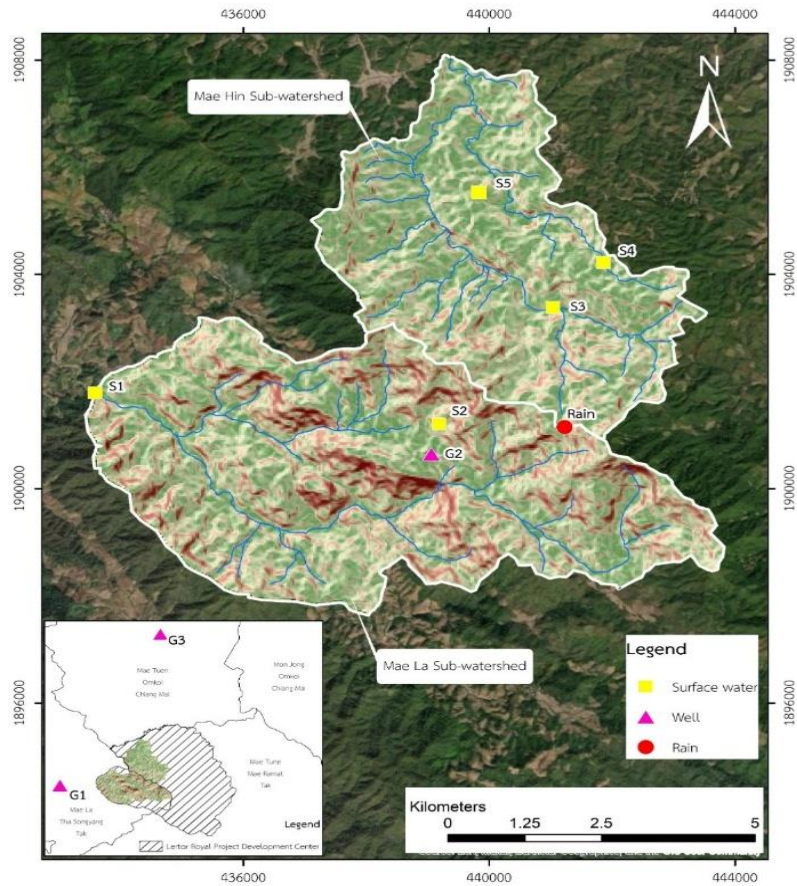 436000 440000 444000
1908000
1904000
1900000
1896000
1908000
1904000
1900000
1896000
N
Mae Hin Sub-watershed
S5
S4
S3
S1
S2
Rain
G2
Mae La Sub-watershed
G3
Mae Tuen
Omkoi
Chiang Mai
Mon Jong
Omkoi
Chiang Mai
Mae Tune
Mae Ramat
Tak
G1
Mae La
Tha Songyang
Tak
Legend
Lertor Royal Project Development Center
Legend
Surface water
Well
Rain
Kilometers
0 1.25 2.5 5
436000 440000 444000